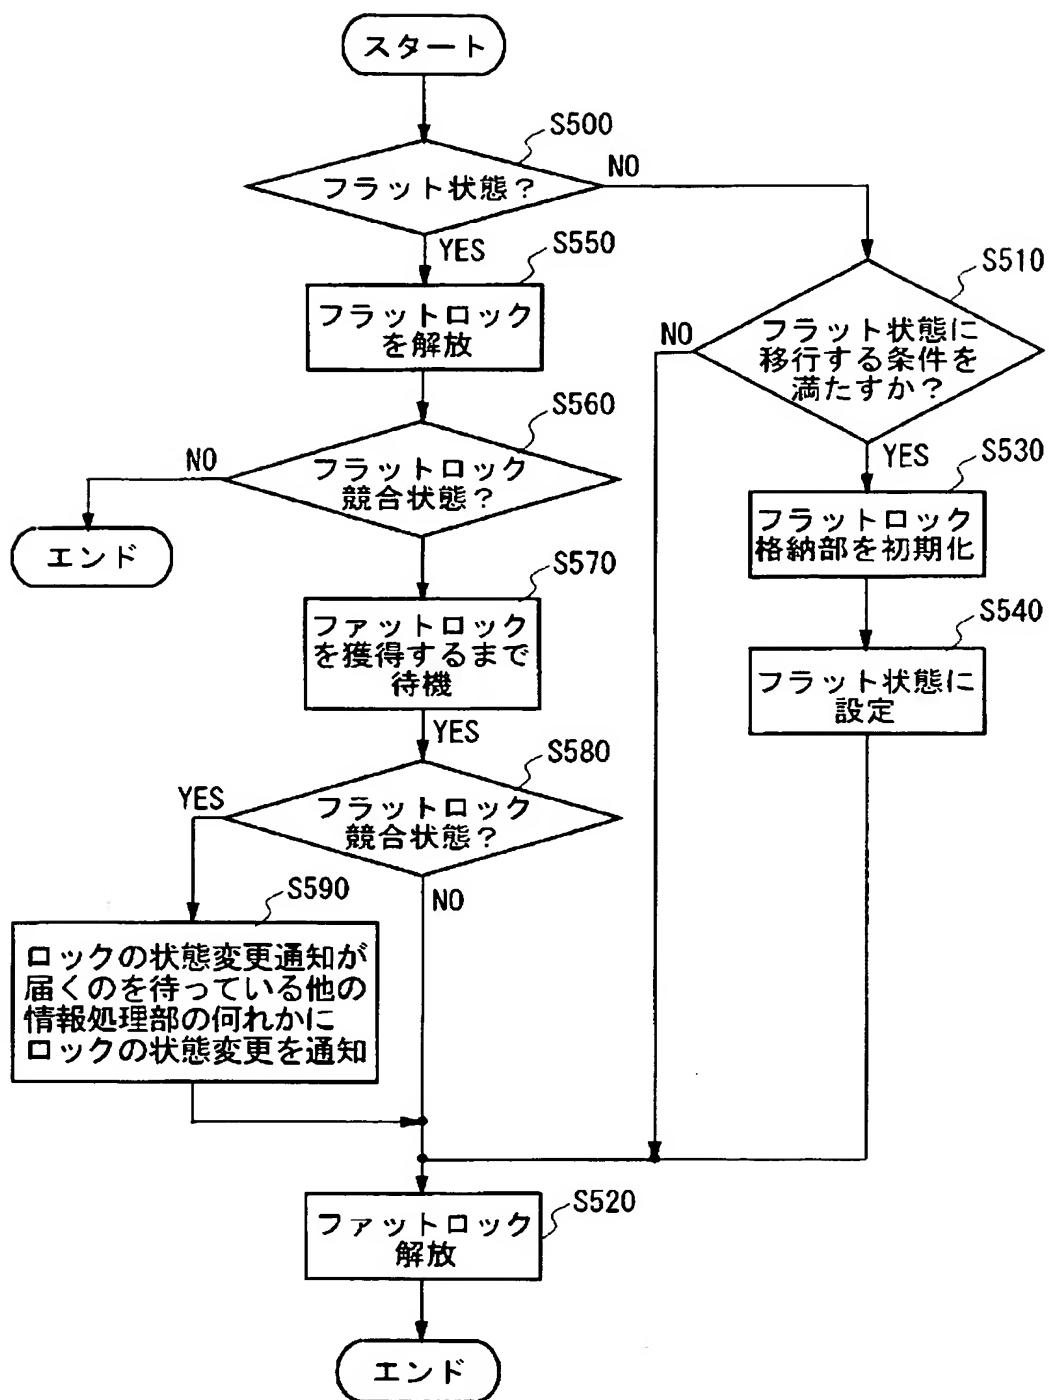 スタート
S500
フラット状態?
NO
YES
S550
フラットロック
を解放
S510
フラット状態に
移行する条件を
満たすか?
NO
YES
S560
フラットロック
競合状態?
NO
エンド
S530
フラットロック
格納部を初期化
S570
ファットロック
を獲得するまで
待機
YES
S540
フラット状態に
設定
S580
フラットロック
競合状態?
YES
NO
S590
ロックの状態変更通知が
届くのを待っている他の
情報処理部の何れかに
ロックの状態変更を通知
S520
ファットロック
解放
エンド